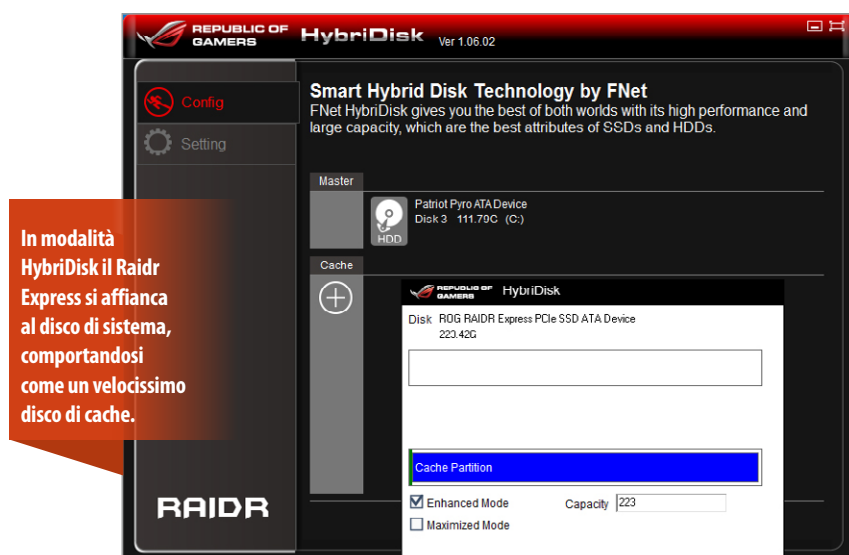 REPUBLIC OF
GAMERS
HybriDisk Ver 1.06.02
Config
Setting
Smart Hybrid Disk Technology by FNet
FNet HybriDisk gives you the best of both worlds with its high performance and
large capacity, which are the best attributes of SSDs and HDDs.
Master
Patriot Pyro ATA Device
Disk 3 111.79G (C:)
HDD
Cache
REPUBLIC OF
GAMERS
HybriDisk
Disk ROG RAIDR Express PCIe SSD ATA Device
223.42G
Cache Partition
Enhanced Mode Capacity 223
Maximized Mode
RAIDR
In modalità
HybriDisk il Raidr
Express si affianca
al disco di sistema,
comportandosi
come un velocissimo
disco di cache.